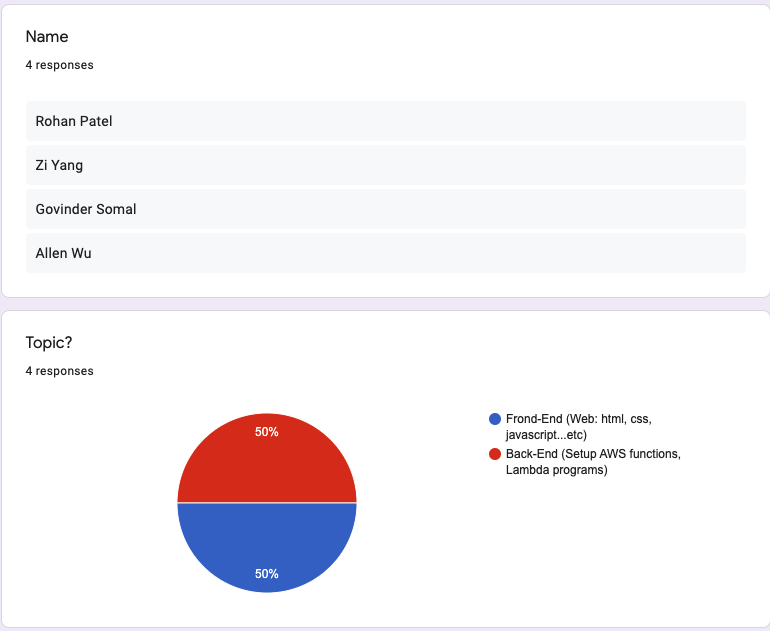 Name
4 responses
Rohan Patel
Zi Yang
Govinder Somal
Allen Wu
Topic?
4 responses
50%
50%
Frond-End (Web: html, css,
javascript...etc)
Back-End (Setup AWS functions,
Lambda programs)